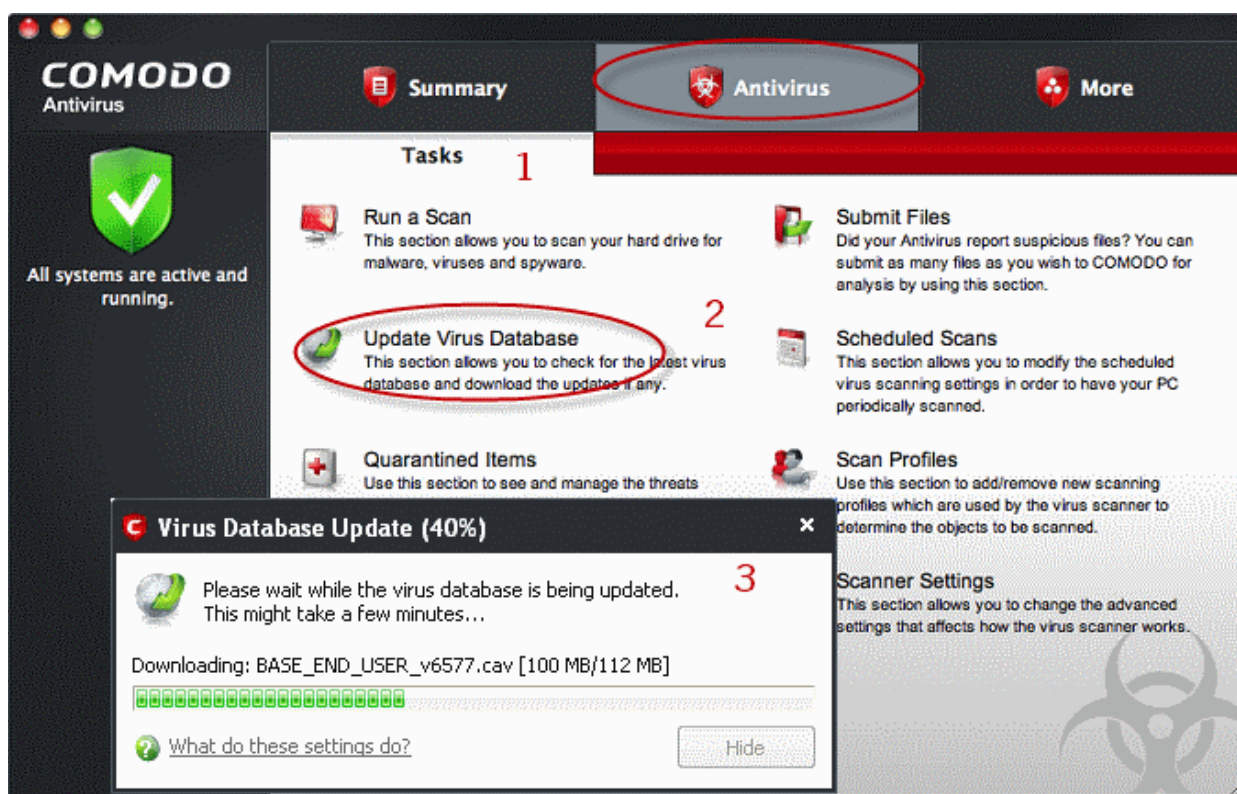 COMODO
Antivirus
Summary
Antivirus
More
All systems are active and
running.
Tasks
1
Run a Scan
This section allows you to scan your hard drive for
malware, viruses and spyware.
Submit Files
Did your Antivirus report suspicious files? You can
submit as many files as you wish to COMODO for
analysis by using this section.
2
Update Virus Database
This section allows you to check for the latest virus
database and download the updates if any.
Scheduled Scans
This section allows you to modify the scheduled
virus scanning settings in order to have your PC
periodically scanned.
Quarantined Items
Use this section to see and manage the threats
Scan Profiles
Use this section to add/remove new scanning
profiles which are used by the virus scanner to
determine the objects to be scanned.
Scanner Settings
This section allows you to change the advanced
settings that affects how the virus scanner works.
Virus Database Update (40%)
3
Please wait while the virus database is being updated.
This might take a few minutes...
Downloading: BASE_END_USER_v6577.cav [100 MB/112 MB]
What do these settings do?
Hide